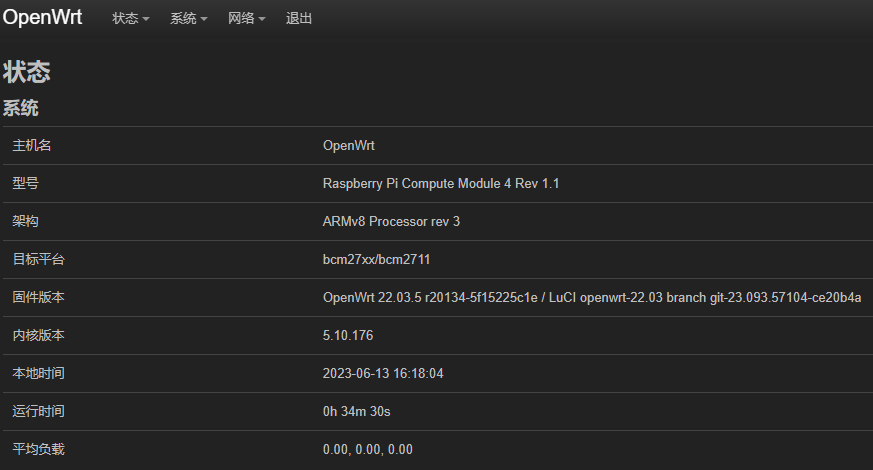 OpenWrt 状态 系统 网络 退出
状态
系统
主机名 OpenWrt
型号 Raspberry Pi Compute Module 4 Rev 1.1
架构 ARMv8 Processor rev 3
目标平台 bcm27xx/bcm2711
固件版本 OpenWrt 22.03.5 r20134-5f15225c1e / LuCI openwrt-22.03 branch git-23.093.57104-ce20b4a
内核版本 5.10.176
本地时间 2023-06-13 16:18:04
运行时间 0h 34m 30s
平均负载 0.00, 0.00, 0.00